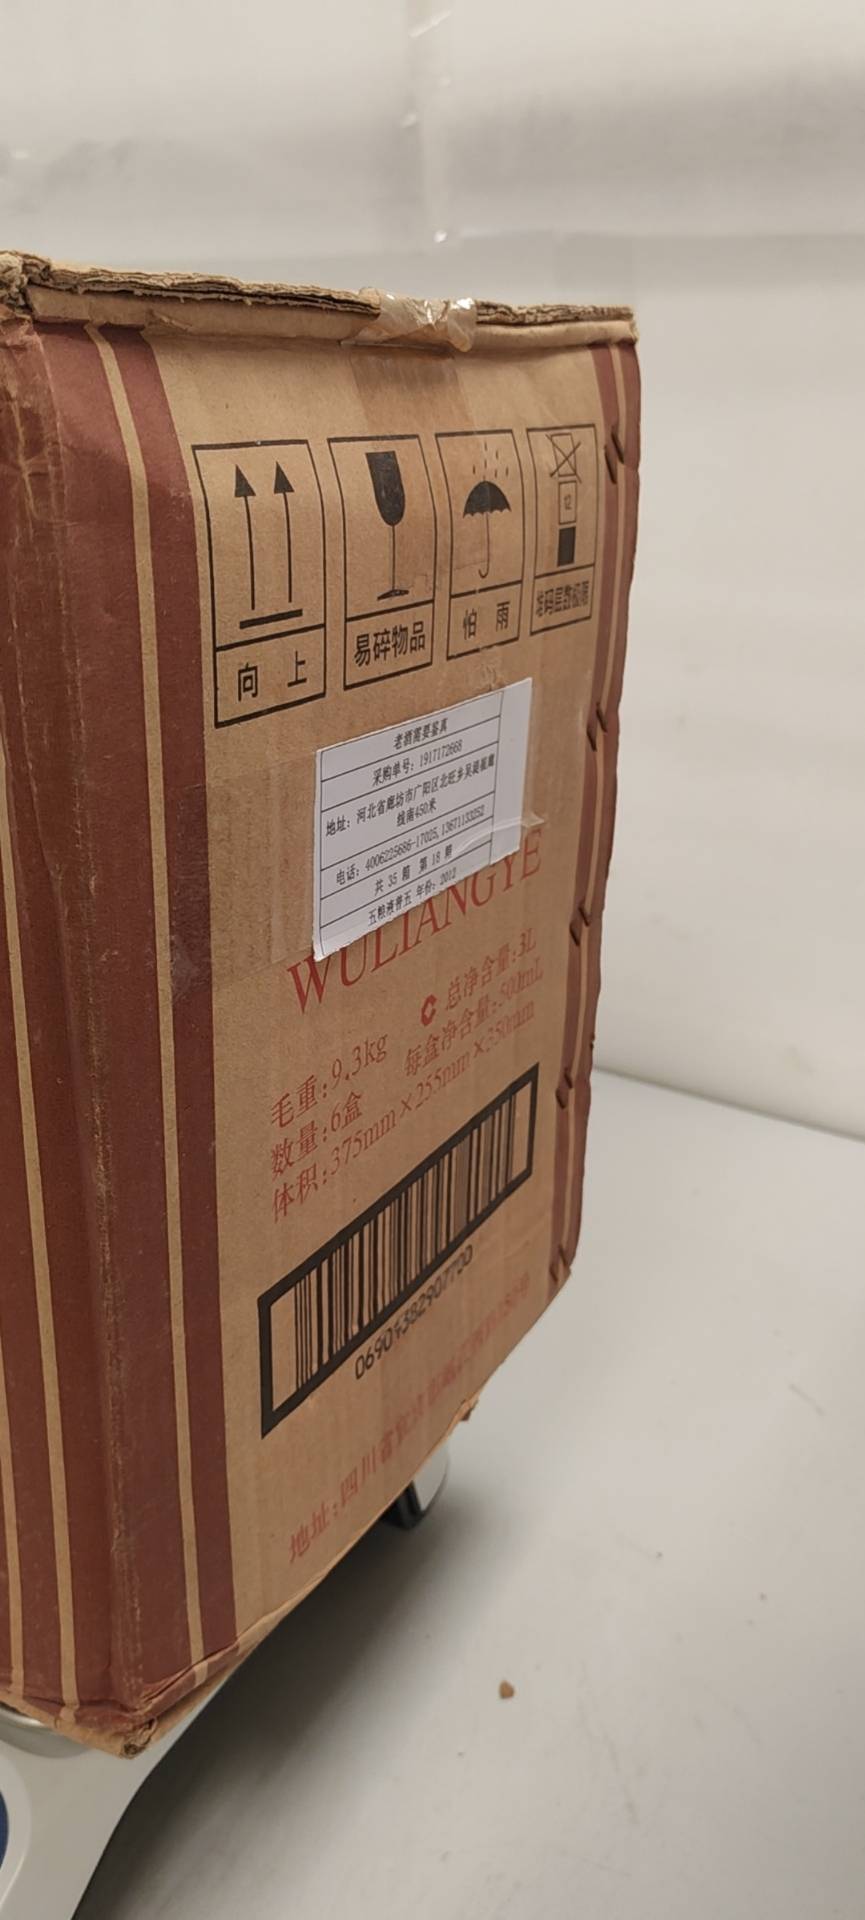 12
向上
易碎物品
怕雨
堆码层数极限
老酒需要鉴真
采购单号：1917172668
地址：河北省廊坊市广阳区北旺乡
线南450米
电话：4006225686-17025,13671133252
共 35 箱 第 18 箱
五粮液普五 年份：2012
WULIANGYE
毛重:9.3kg
总净含量:3L
数量:6盒
每盒净含量:500mL
体积:375mm×255mm×350mm
06901382907700
地址:四川省宜宾市